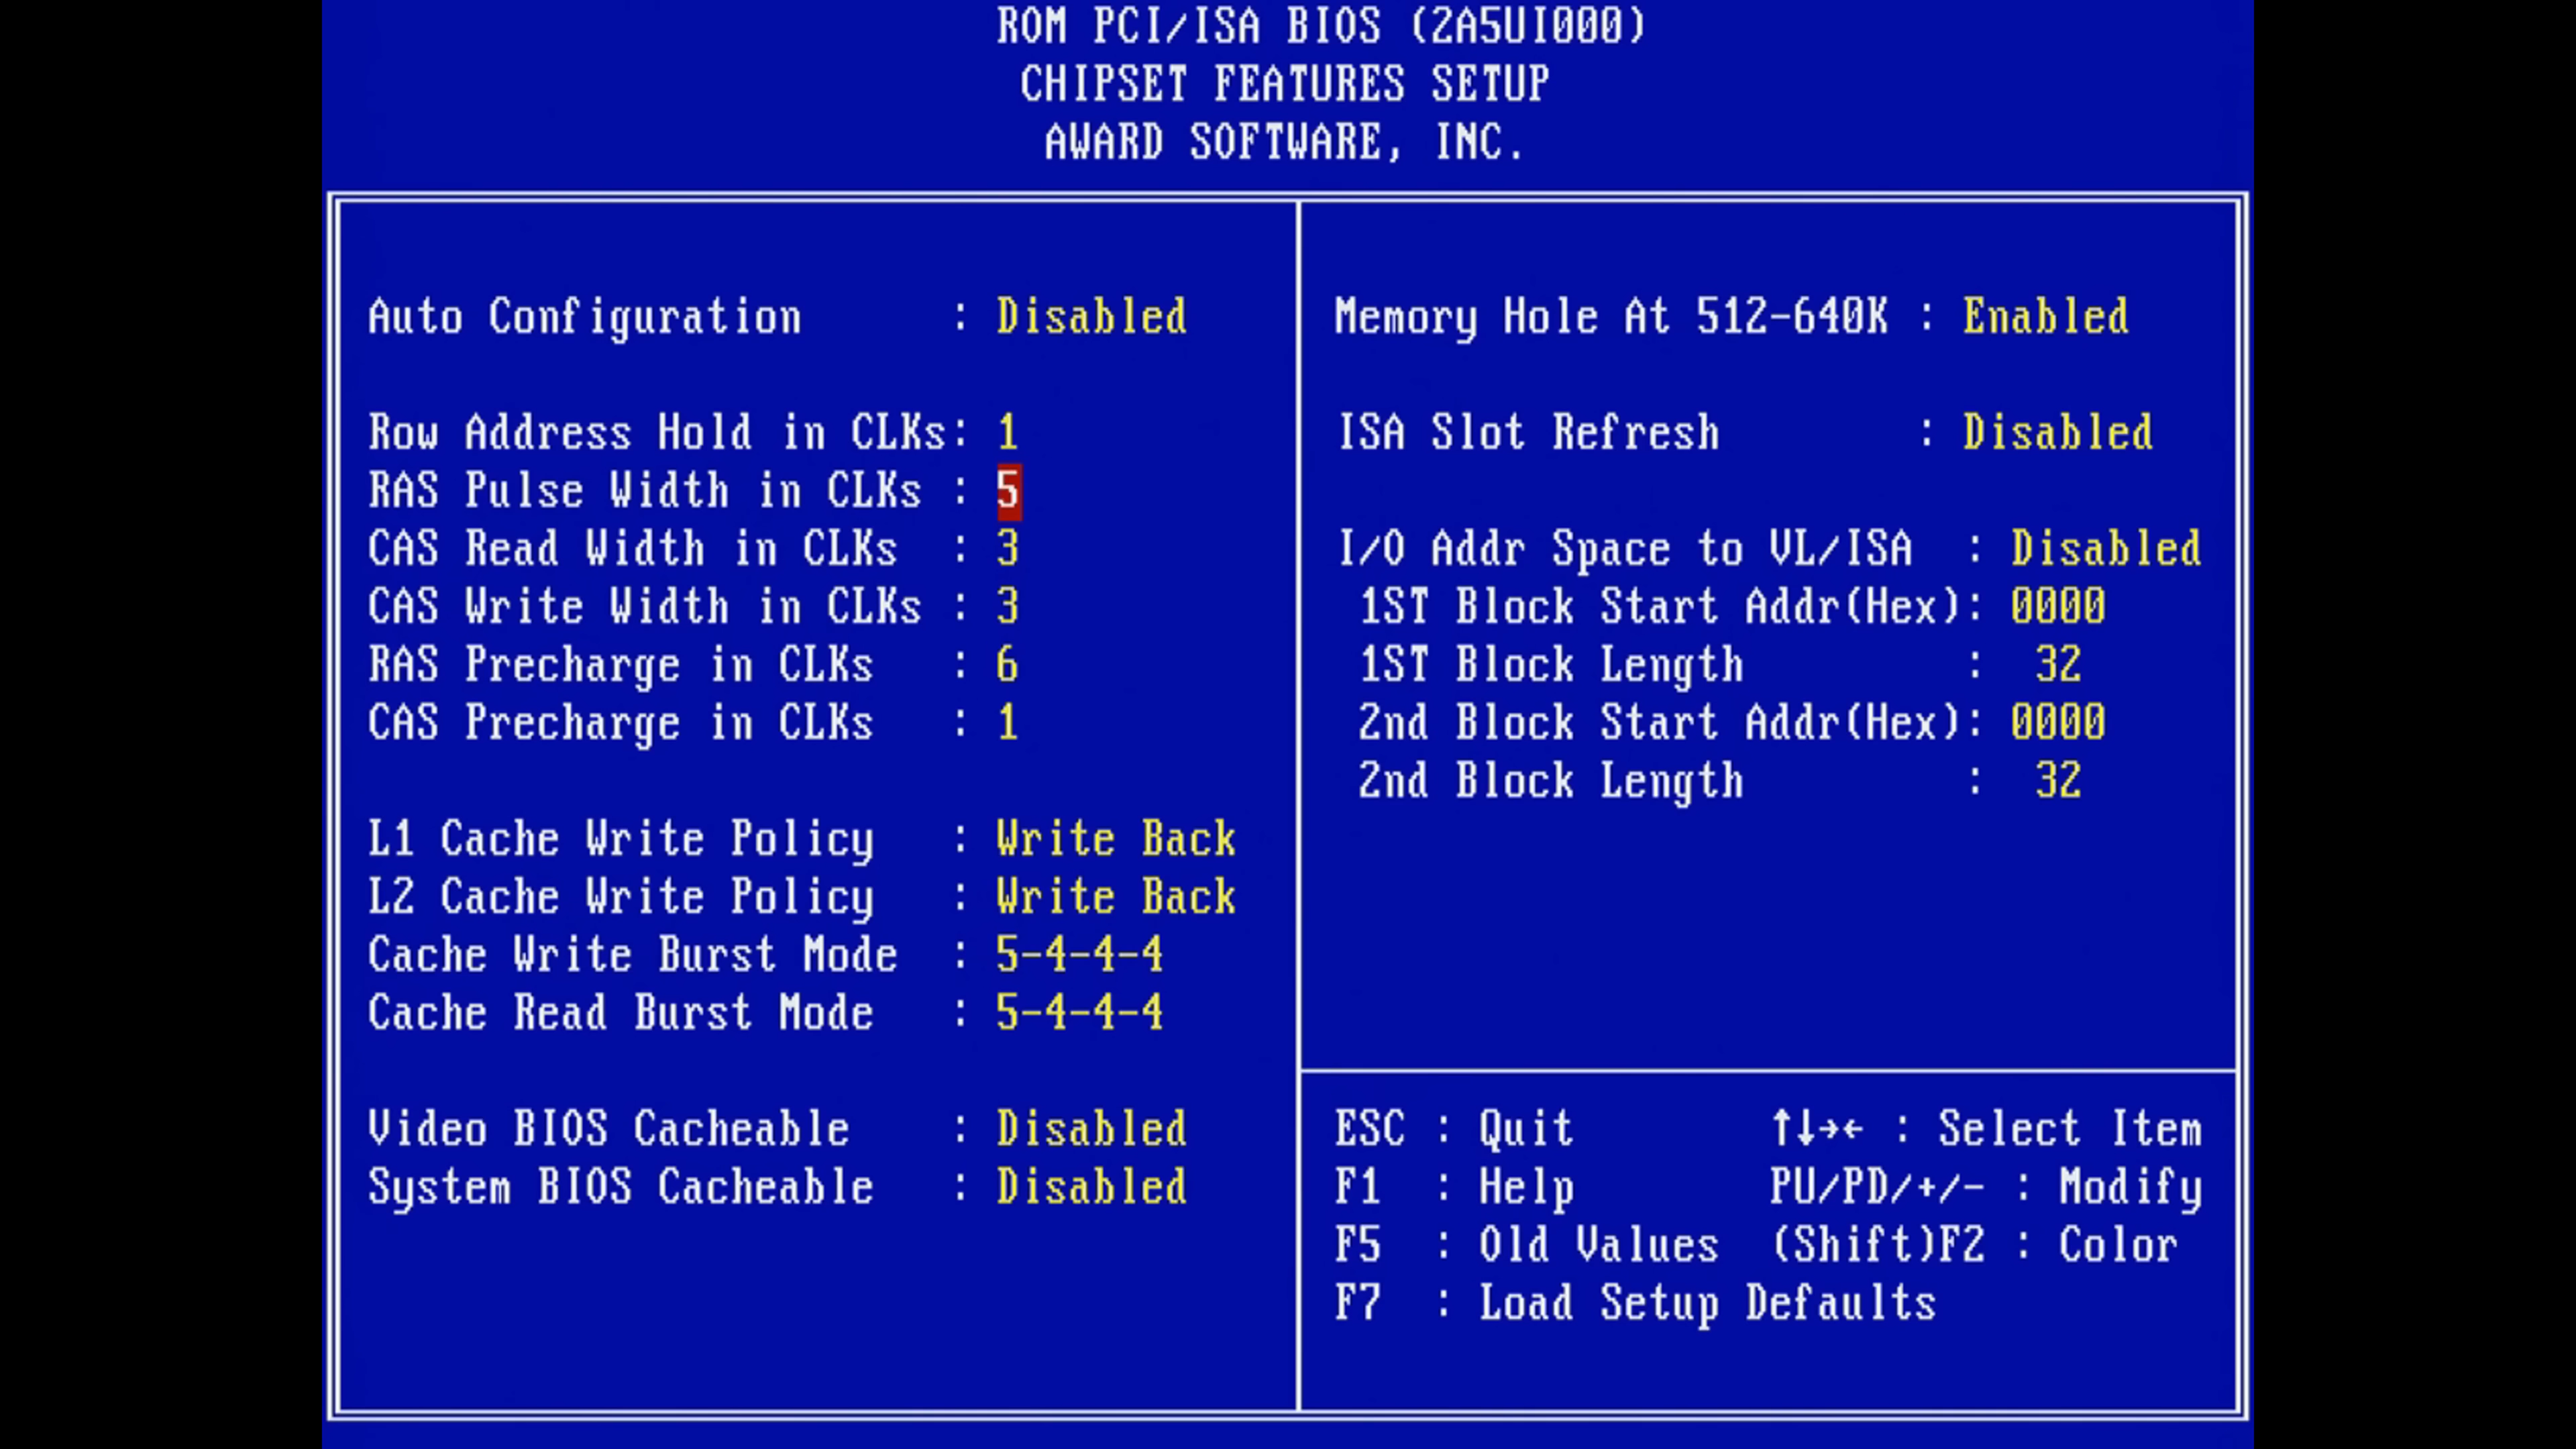 ROM PCI/ISA BIOS (2A5UI000)
CHIPSET FEATURES SETUP
AWARD SOFTWARE, INC.
Auto Configuration : Disabled
Row Address Hold in CLKs: 1
RAS Pulse Width in CLKs : 5
CAS Read Width in CLKs : 3
CAS Write Width in CLKs : 3
RAS Precharge in CLKs : 6
CAS Precharge in CLKs : 1
L1 Cache Write Policy : Write Back
L2 Cache Write Policy : Write Back
Cache Write Burst Mode : 5-4-4-4
Cache Read Burst Mode : 5-4-4-4
Video BIOS Cacheable : Disabled
System BIOS Cacheable : Disabled
Memory Hole At 512-640K : Enabled
ISA Slot Refresh : Disabled
I/O Addr Space to VL/ISA : Disabled
1ST Block Start Addr(Hex): 0000
1ST Block Length : 32
2nd Block Start Addr(Hex): 0000
2nd Block Length : 32
ESC : Quit ↑↓→← : Select Item
F1 : Help PU/PD/+/- : Modify
F5 : Old Values (Shift)F2 : Color
F7 : Load Setup Defaults